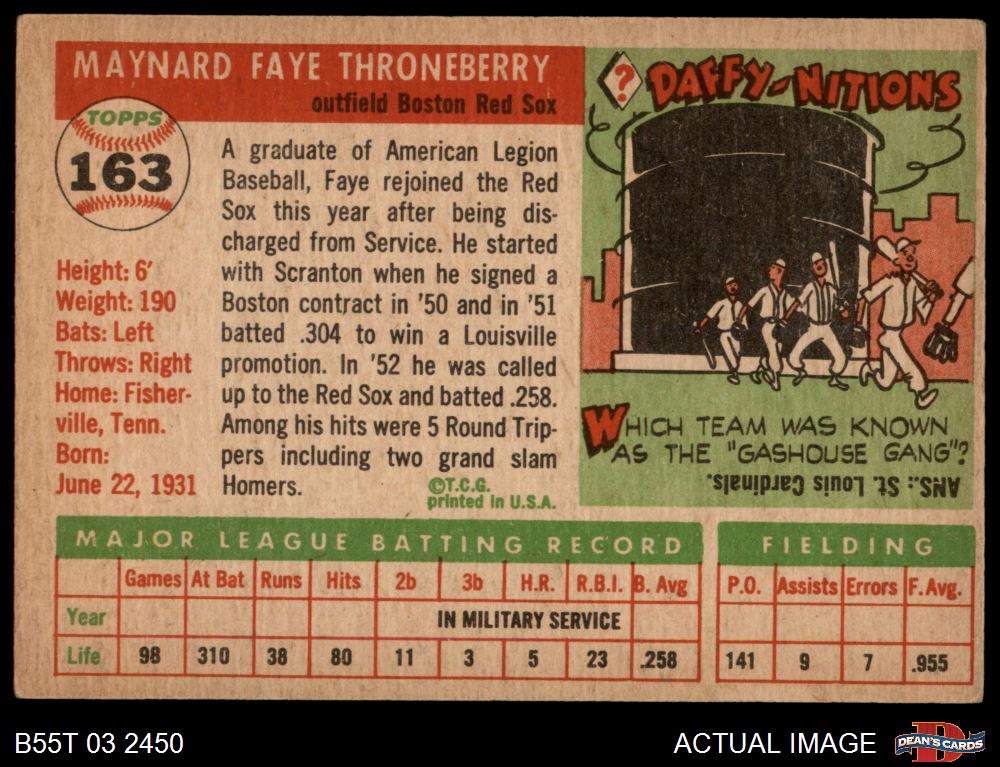 MAYNARD FAYE THRONEBERRY
outfield Boston Red Sox
TOPPS
163
Height: 6'
Weight: 190
Bats: Left
Throws: Right
Home: Fisher-
ville, Tenn.
Born:
June 22, 1931
A graduate of American Legion
Baseball, Faye rejoined the Red
Sox this year after being dis-
charged from Service. He started
with Scranton when he signed a
Boston contract in '50 and in '51
batted .304 to win a Louisville
promotion. In '52 he was called
up to the Red Sox and batted .258.
Among his hits were 5 Round Trip-
pers including two grand slam
Homers.
©T.C.G.
printed in U.S.A.
? DAFFY-NITIONS
WHICH TEAM WAS KNOWN
AS THE "GASHOUSE GANG"?
ANS.: St. Louis Cardinals.
MAJOR LEAGUE BATTING RECORD
Games At Bat Runs Hits 2b 3b H.R. R.B.I. B. Avg
Year IN MILITARY SERVICE
Life 98 310 38 80 11 3 5 23 .258
FIELDING
P.O. Assists Errors F. Avg.
141 9 7 .955
B55T 03 2450
ACTUAL IMAGE
D
DEAN'S CARDS